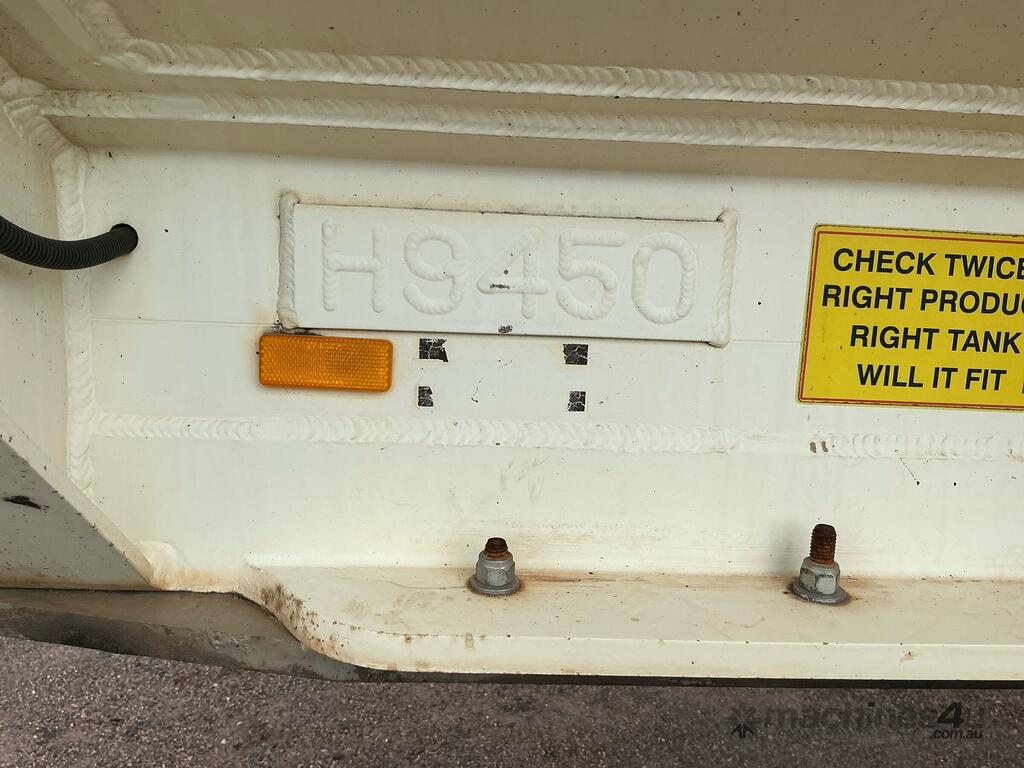 H9450
CHECK TWICE
RIGHT PRODUC
RIGHT TANK
WILL IT FIT
machines4u
.com.au